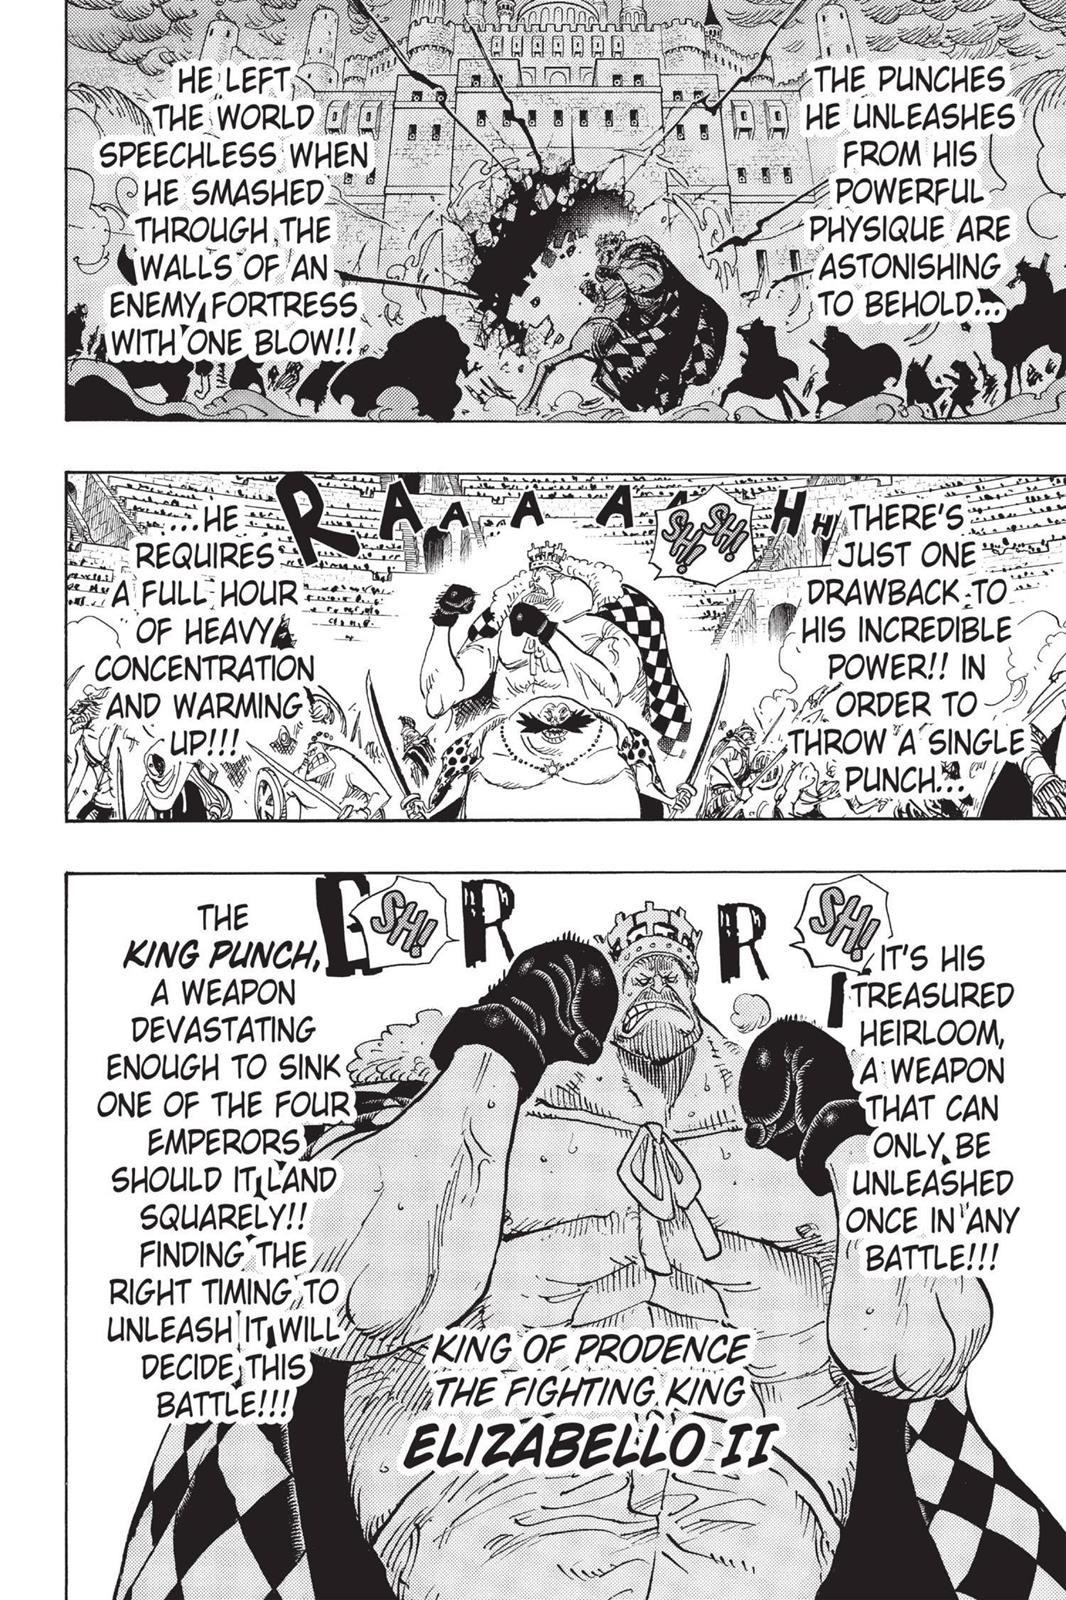 THE PUNCHES
HE UNLEASHES
FROM HIS
POWERFUL
PHYSIQUE ARE
ASTONISHING
TO BEHOLD...
HE LEFT
THE WORLD
SPEECHLESS WHEN
HE SMASHED
THROUGH THE
WALLS OF AN
ENEMY FORTRESS
WITH ONE BLOW!!
RAAAAAHH
SH!
SH!
THERE'S
JUST ONE
DRAWBACK TO
HIS INCREDIBLE
POWER!! IN
ORDER TO
THROW A SINGLE
PUNCH...
...HE
REQUIRES
A FULL HOUR
OF HEAVY
CONCENTRATION
AND WARMING
UP!!!
ERR
SH!
SH!
IT'S HIS
TREASURED
HEIRLOOM,
A WEAPON
THAT CAN
ONLY BE
UNLEASHED
ONCE IN ANY
BATTLE!!!
THE
KING PUNCH,
A WEAPON
DEVASTATING
ENOUGH TO SINK
ONE OF THE FOUR
EMPERORS
SHOULD IT LAND
SQUARELY!!
FINDING THE
RIGHT TIMING TO
UNLEASH IT WILL
DECIDE THIS
BATTLE!!!
KING OF PRODENCE
THE FIGHTING KING
ELIZABELLO II